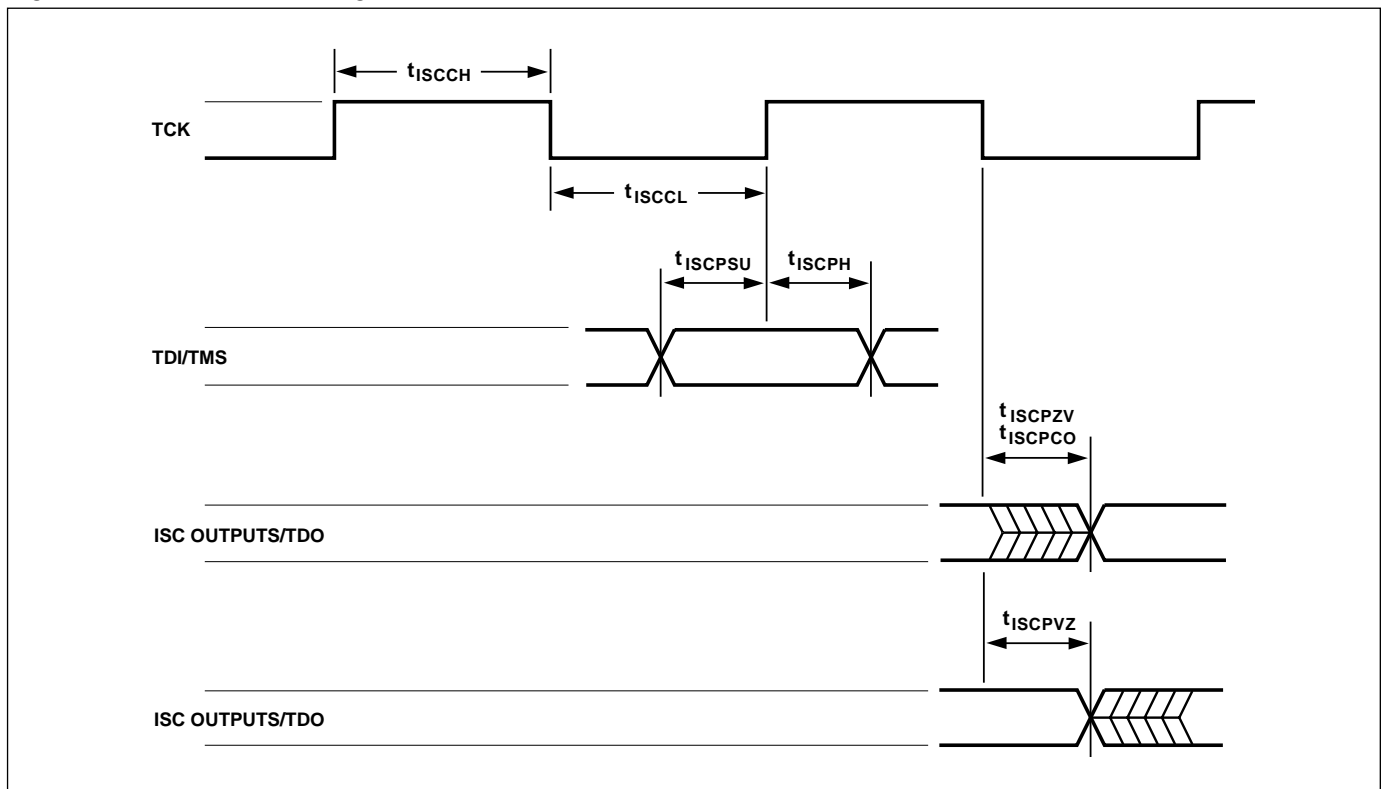 tISCCH
TCK
tISCCL
tISCPSU
tISCPH
TDI/TMS
tISCPZV
tISCPCO
ISC OUTPUTS/TDO
tISCPVZ
ISC OUTPUTS/TDO